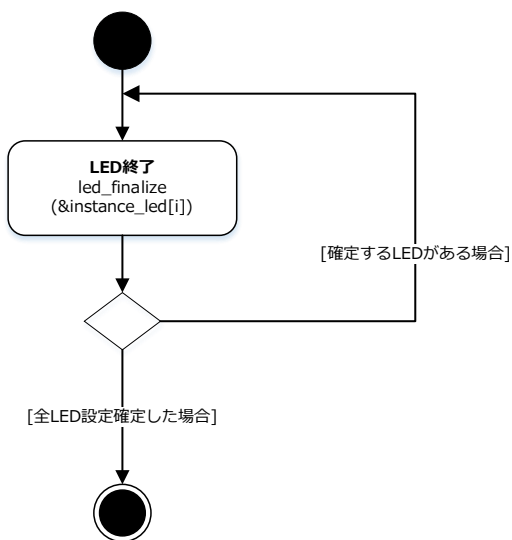 LED終了
led_finalize
(&instance_led[i])
[確定するLEDがある場合]
[全LED設定確定した場合]